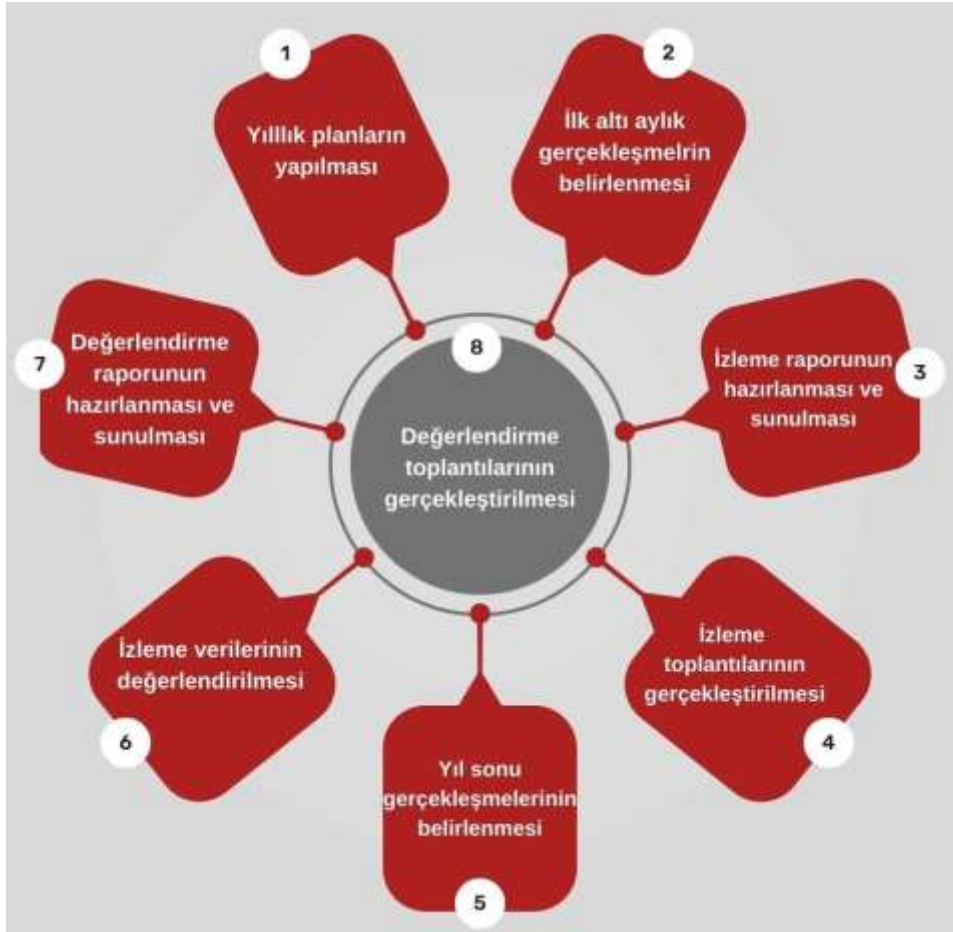 1
Yılllık planların
yapılması
2
İlk altı aylık
gerçekleşmelrin
belirlenmesi
3
İzleme raporunun
hazırlanması ve
sunulması
4
İzleme
toplantılarının
gerçekleştirilmesi
5
Yıl sonu
gerçekleşmelerinin
belirlenmesi
6
İzleme verilerinin
değerlendirilmesi
7
Değerlendirme
raporunun
hazırlanması ve
sunulması
8
Değerlendirme
toplantılarının
gerçekleştirilmesi